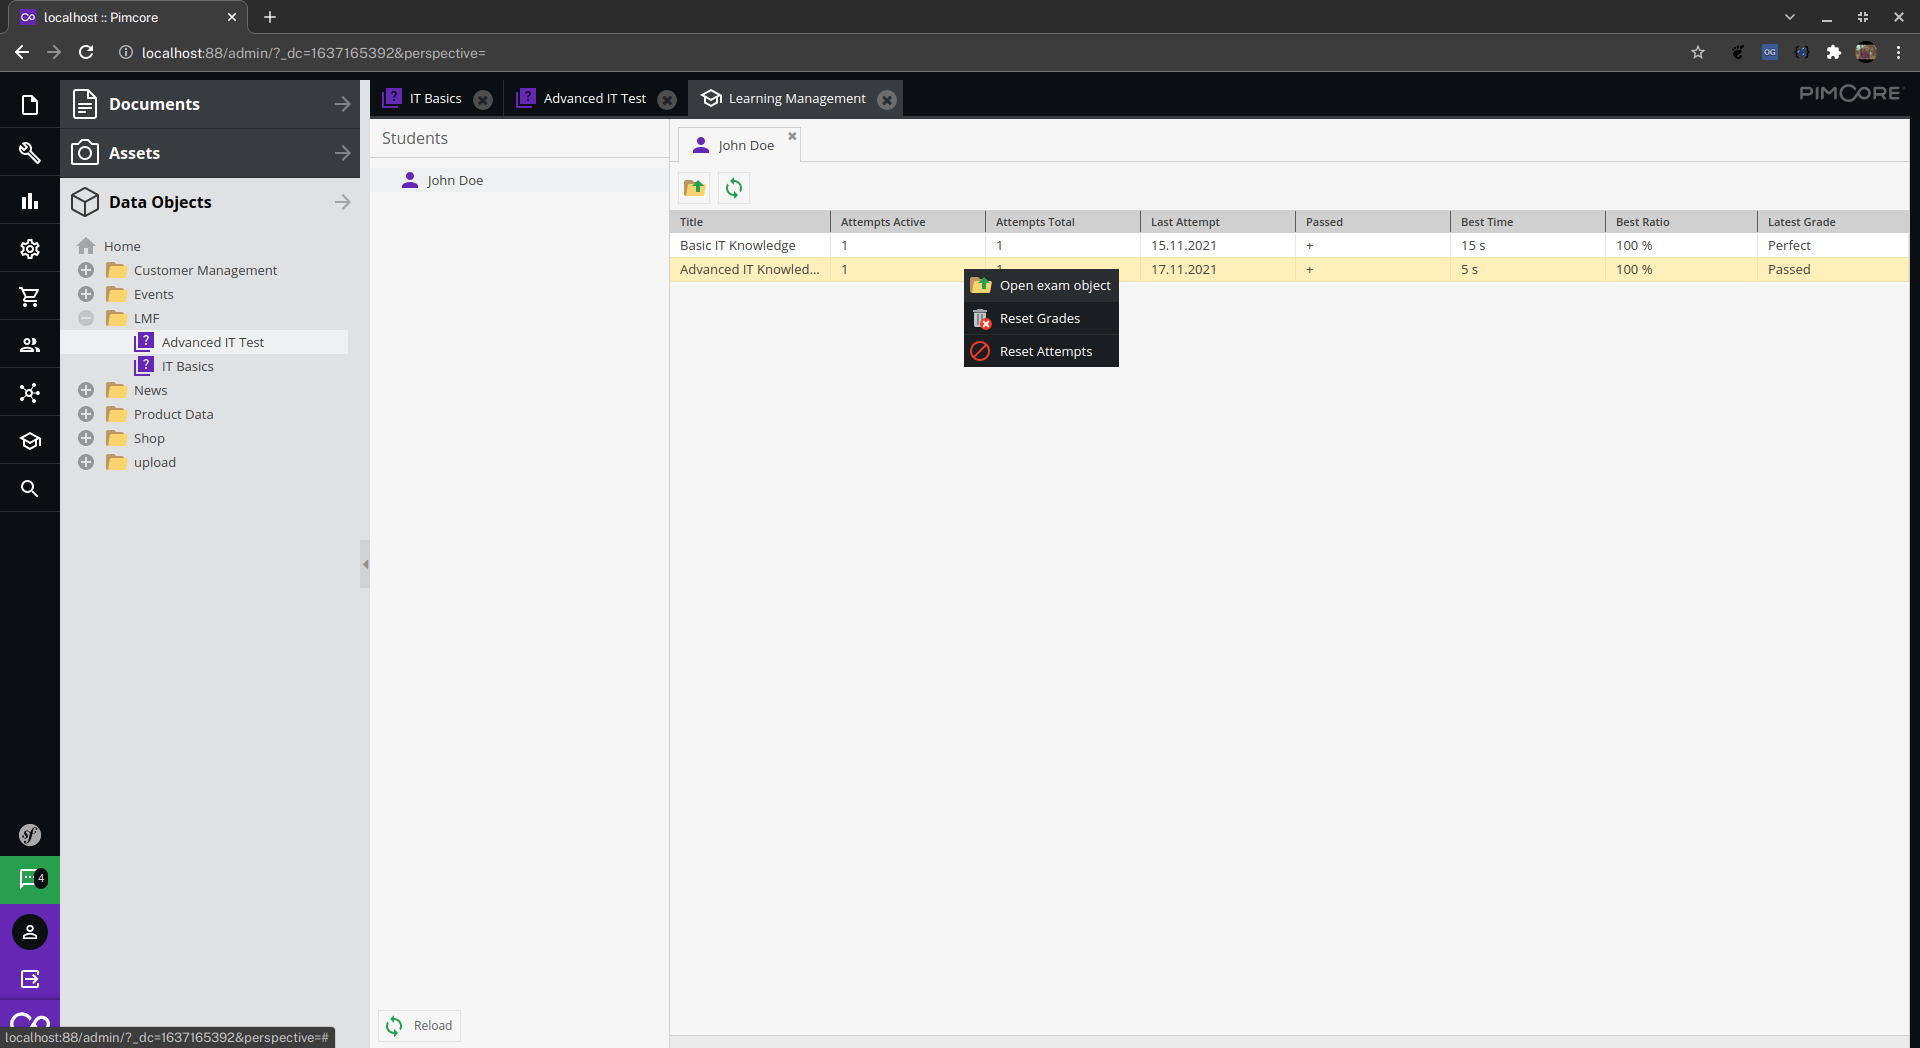 localhost :: Pimcore
localhost:88/admin/?_dc=1637165392&perspective=
OG
Documents
Assets
Data Objects
Home
Customer Management
Events
LMF
? Advanced IT Test
? IT Basics
News
Product Data
Shop
upload
sf
4
localhost:88/admin/?_dc=1637165392&perspective=#
? IT Basics
? Advanced IT Test
Learning Management
PIMCORE
Students
John Doe
Reload
John Doe
Title Attempts Active Attempts Total Last Attempt Passed Best Time Best Ratio Latest Grade
Basic IT Knowledge 1 1 15.11.2021 + 15 s 100 % Perfect
Advanced IT Knowled... 1 1 17.11.2021 + 5 s 100 % Passed
Open exam object
Reset Grades
Reset Attempts